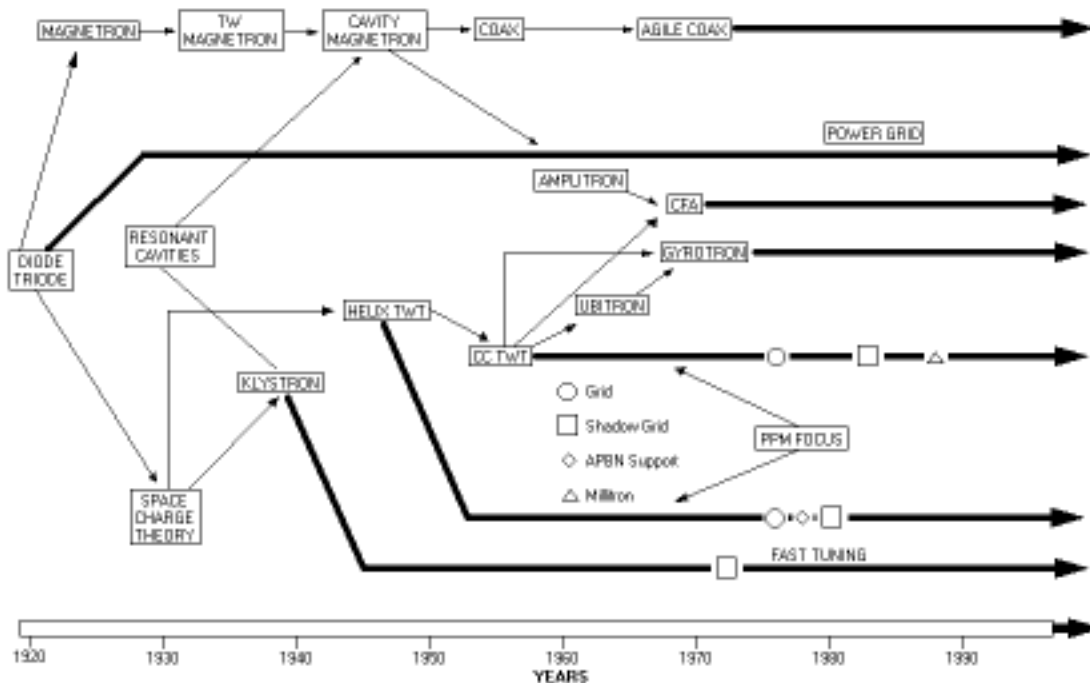 MAGNETRON
TW
MAGNETRON
CAVITY
MAGNETRON
COAX
AGILE COAX
POWER GRID
AMPLITRON
CFA
RESONANT
CAVITIES
DIODE
TRIODE
GYROTRON
UBITRON
HELIX TWT
CC TWT
KLYSTRON
Grid
Shadow Grid
PPM FOCUS
APBN Support
Millitron
SPACE
CHARGE
THEORY
FAST TUNING
1920
1930
1940
1950
1960
1970
1980
1990
YEARS